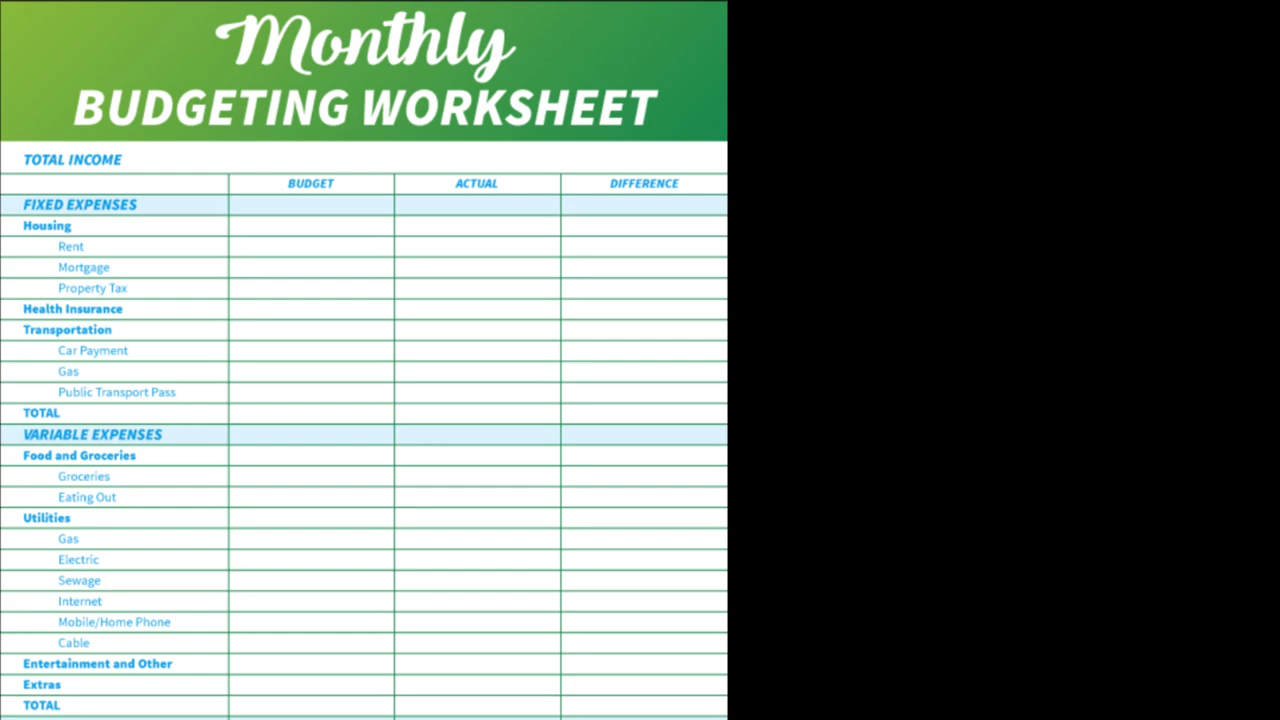 Monthly
BUDGETING WORKSHEET
TOTAL INCOME
BUDGET ACTUAL DIFFERENCE
FIXED EXPENSES
Housing
Rent
Mortgage
Property Tax
Health Insurance
Transportation
Car Payment
Gas
Public Transport Pass
TOTAL
VARIABLE EXPENSES
Food and Groceries
Groceries
Eating Out
Utilities
Gas
Electric
Sewage
Internet
Mobile/Home Phone
Cable
Entertainment and Other
Extras
TOTAL